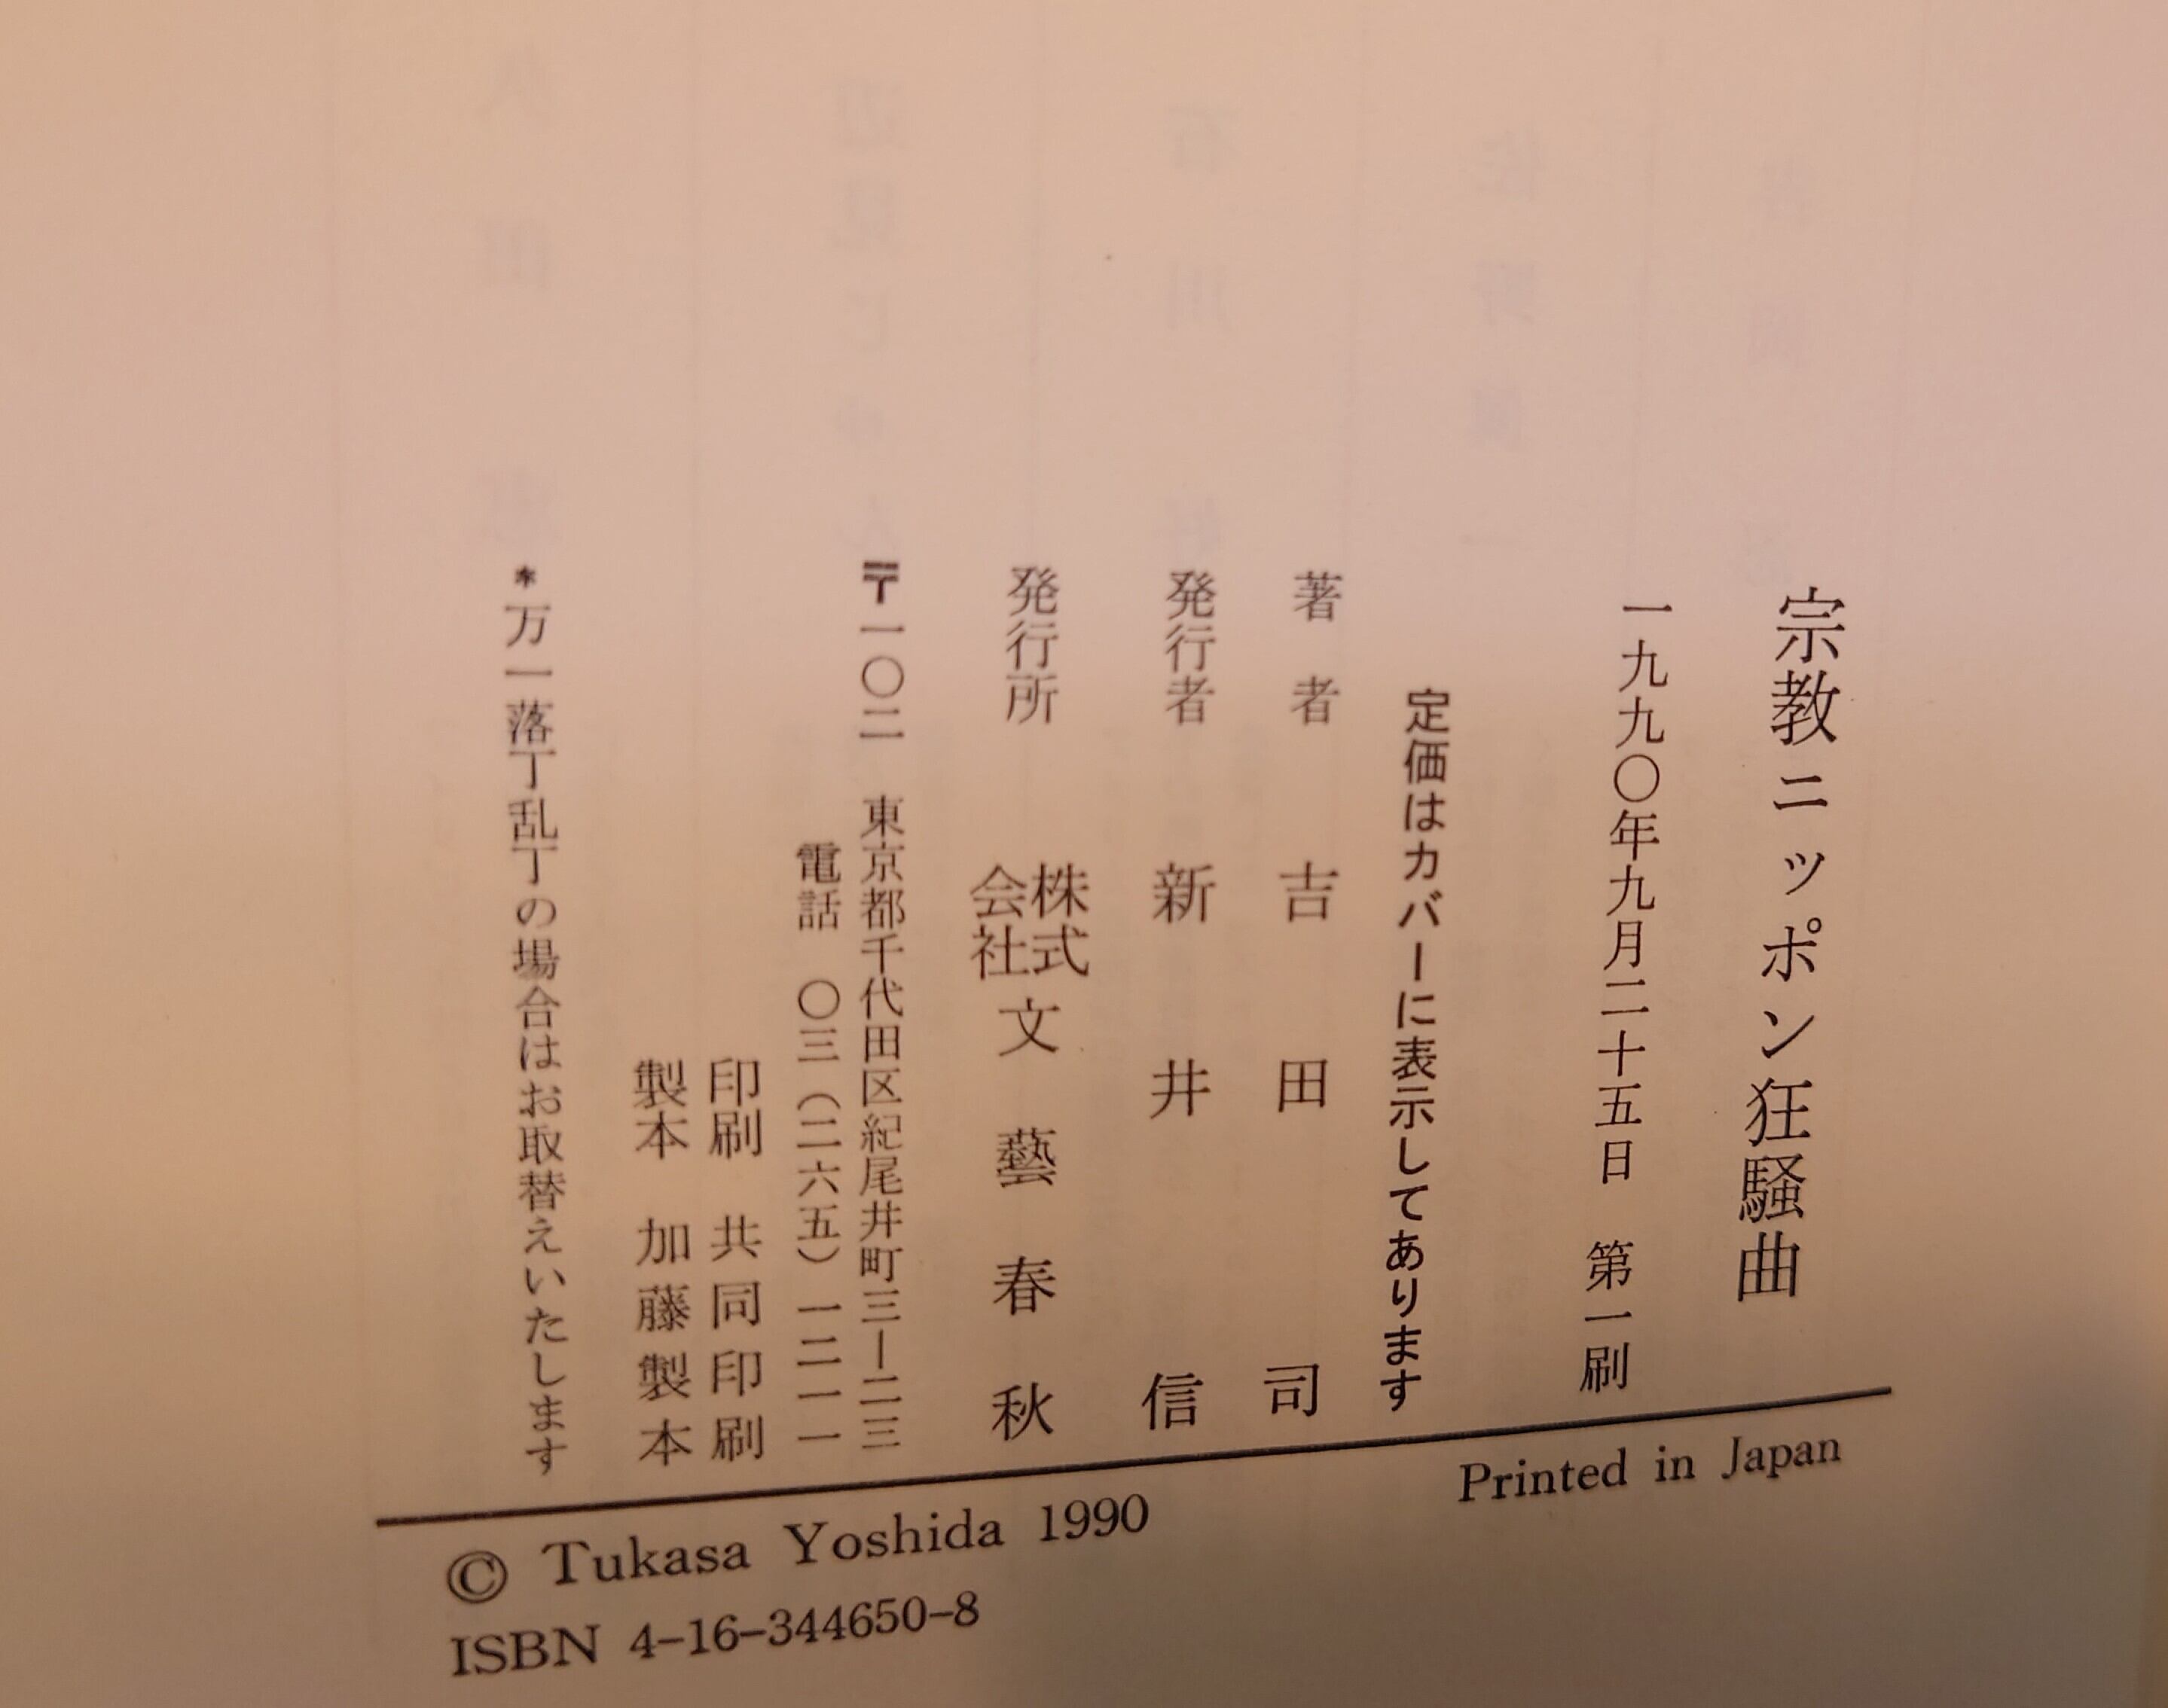 宗教ニッポン狂騒曲
一九九〇年九月二十五日 第一刷
定価はカバーに表示してあります
著者 吉田司
発行者 新井信
発行所 株式会社 文藝春秋
〒一〇二 東京都千代田区紀尾井町三―二三
電話 〇三(二六五)一二一一
印刷 共同印刷
製本 加藤製本
*万一落丁乱丁の場合はお取替えいたします
Printed in Japan
© Tukasa Yoshida 1990
ISBN 4-16-344650-8